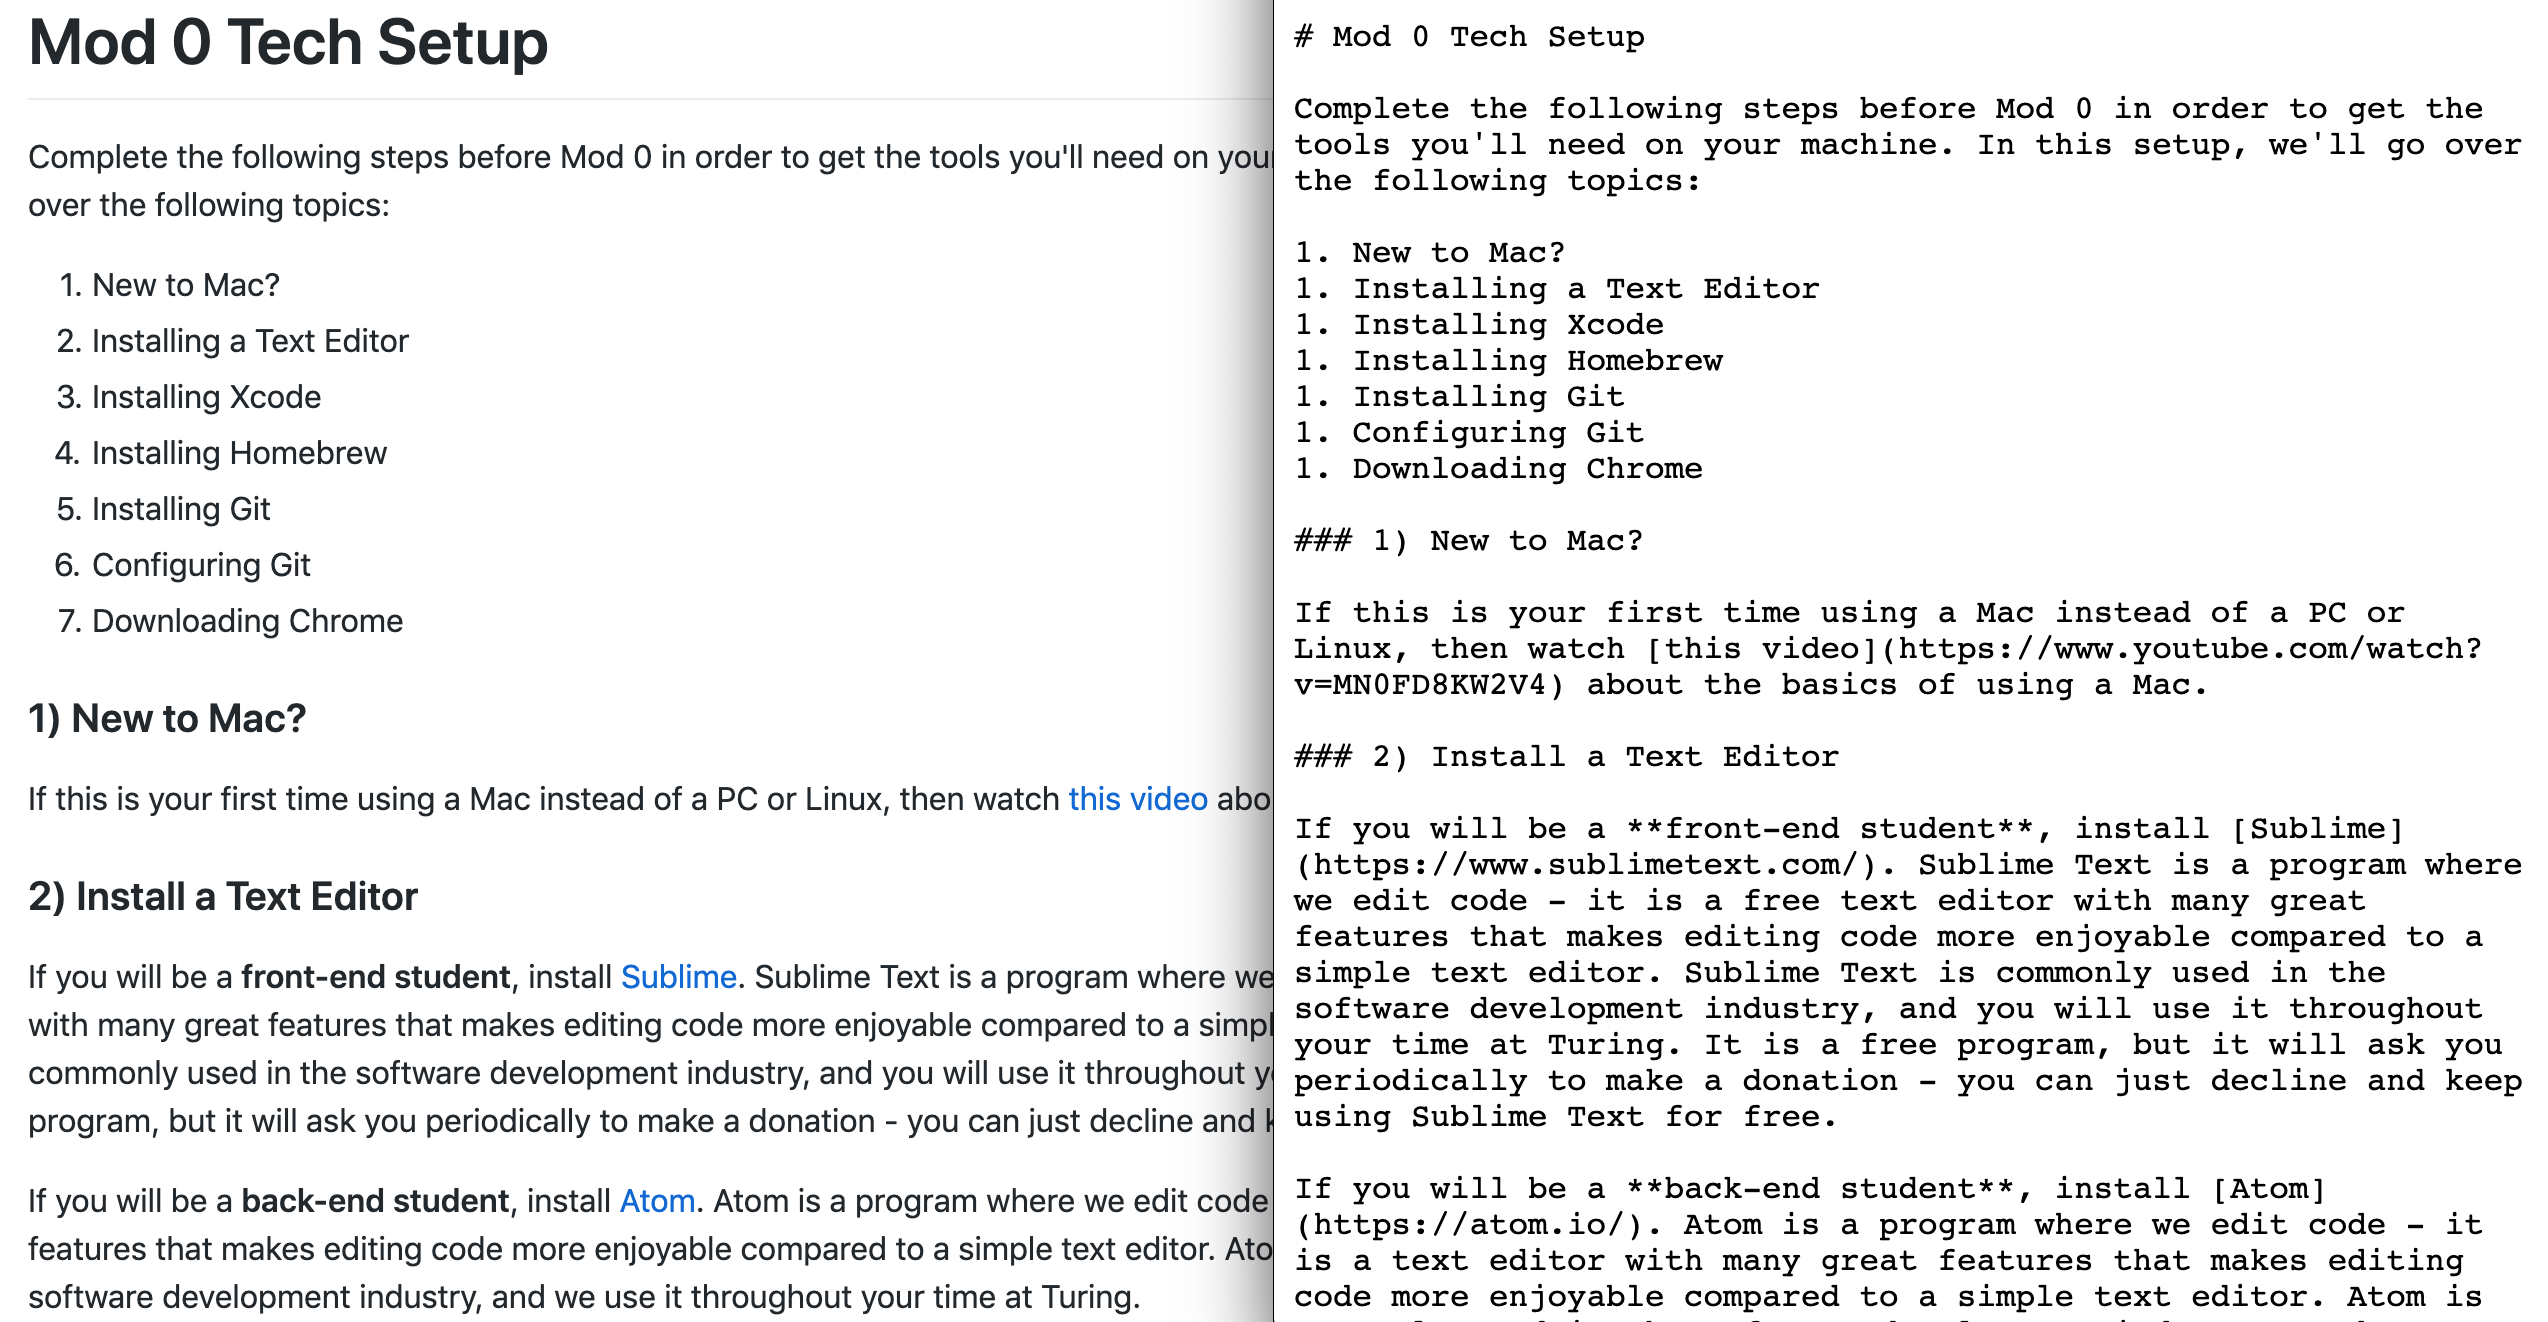 Mod 0 Tech Setup
Complete the following steps before Mod 0 in order to get the tools you'll need on your
over the following topics:
1. New to Mac?
2. Installing a Text Editor
3. Installing Xcode
4. Installing Homebrew
5. Installing Git
6. Configuring Git
7. Downloading Chrome
1) New to Mac?
If this is your first time using a Mac instead of a PC or Linux, then watch this video abo
2) Install a Text Editor
If you will be a front-end student, install Sublime. Sublime Text is a program where we
with many great features that makes editing code more enjoyable compared to a simpl
commonly used in the software development industry, and you will use it throughout y
program, but it will ask you periodically to make a donation - you can just decline and k
If you will be a back-end student, install Atom. Atom is a program where we edit code
features that makes editing code more enjoyable compared to a simple text editor. Ato
software development industry, and we use it throughout your time at Turing.
# Mod 0 Tech Setup
Complete the following steps before Mod 0 in order to get the
tools you'll need on your machine. In this setup, we'll go over
the following topics:
1. New to Mac?
1. Installing a Text Editor
1. Installing Xcode
1. Installing Homebrew
1. Installing Git
1. Configuring Git
1. Downloading Chrome
### 1) New to Mac?
If this is your first time using a Mac instead of a PC or
Linux, then watch [this video](https://www.youtube.com/watch?
v=MN0FD8KW2V4) about the basics of using a Mac.
### 2) Install a Text Editor
If you will be a **front-end student**, install [Sublime]
(https://www.sublimetext.com/). Sublime Text is a program where
we edit code - it is a free text editor with many great
features that makes editing code more enjoyable compared to a
simple text editor. Sublime Text is commonly used in the
software development industry, and you will use it throughout
your time at Turing. It is a free program, but it will ask you
periodically to make a donation - you can just decline and keep
using Sublime Text for free.
If you will be a **back-end student**, install [Atom]
(https://atom.io/). Atom is a program where we edit code - it
is a text editor with many great features that makes editing
code more enjoyable compared to a simple text editor. Atom is